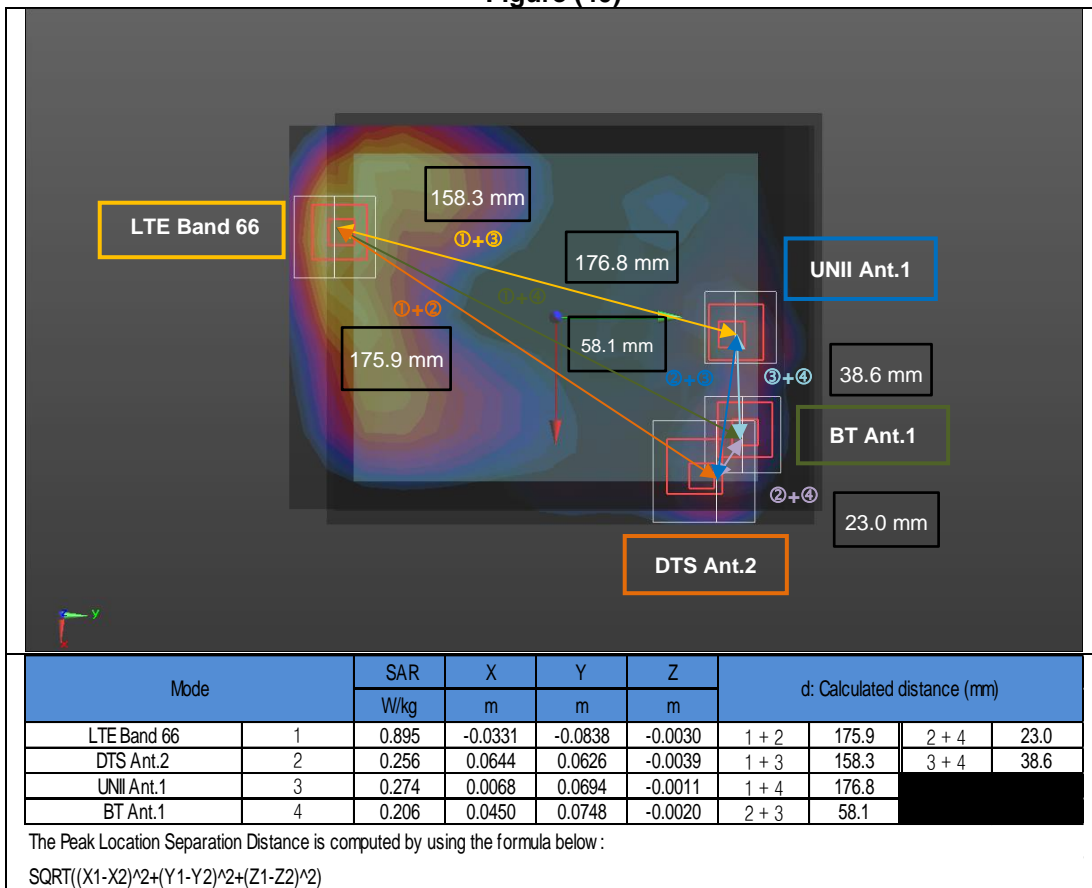 158.3 mm
LTE Band 66
①+③
176.8 mm
UNII Ant.1
①+④
①+②
58.1 mm
175.9 mm
②+③
③+④
38.6 mm
BT Ant.1
②+④
23.0 mm
DTS Ant.2
Y
X
Mode SAR X Y Z d: Calculated distance (mm)
W/kg m m m
LTE Band 66 1 0.895 -0.0331 -0.0838 -0.0030 1 + 2 175.9 2 + 4 23.0
DTS Ant.2 2 0.256 0.0644 0.0626 -0.0039 1 + 3 158.3 3 + 4 38.6
UNII Ant.1 3 0.274 0.0068 0.0694 -0.0011 1 + 4 176.8
BT Ant.1 4 0.206 0.0450 0.0748 -0.0020 2 + 3 58.1
The Peak Location Separation Distance is computed by using the formula below :
SQRT((X1-X2)^2+(Y1-Y2)^2+(Z1-Z2)^2)